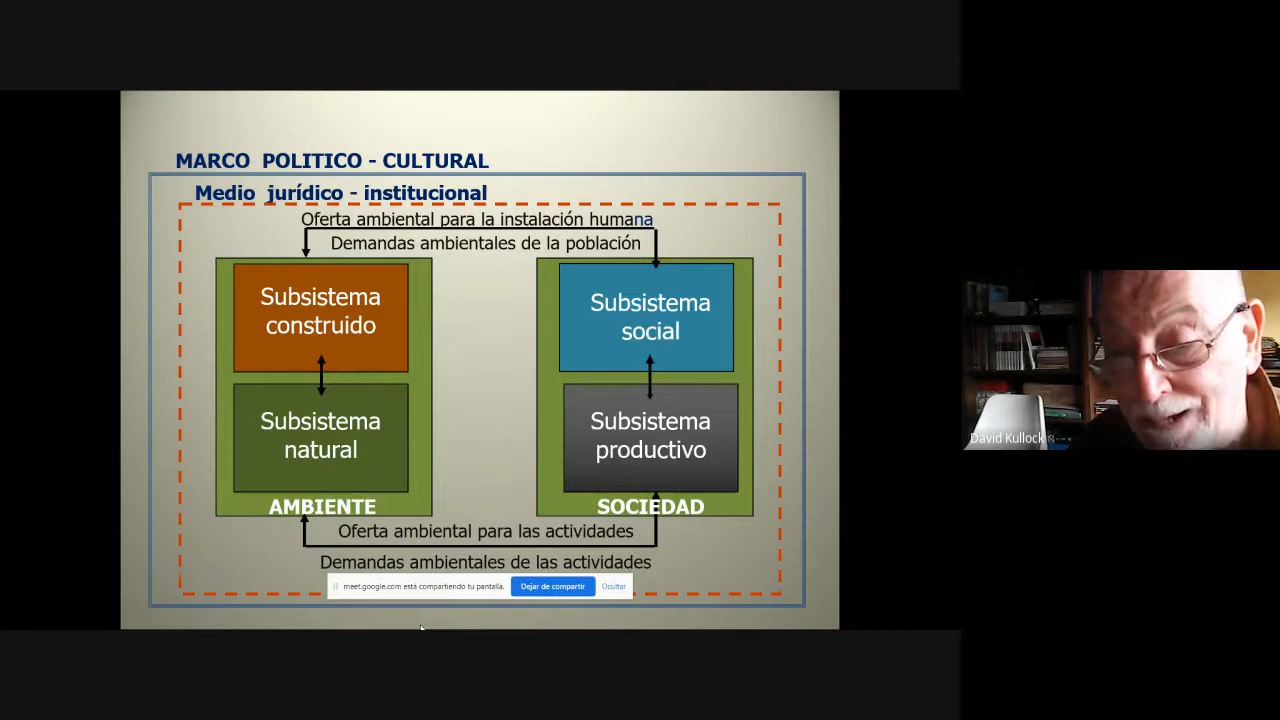 MARCO POLITICO - CULTURAL
Medio jurídico - institucional
Oferta ambiental para la instalación humana
Demandas ambientales de la población
Subsistema
construido
Subsistema
social
Subsistema
natural
Subsistema
productivo
AMBIENTE
SOCIEDAD
Oferta ambiental para las actividades
Demandas ambientales de las actividades
meet.google.com está compartiendo tu pantalla.
Dejar de compartir
Ocultar
David Kullock